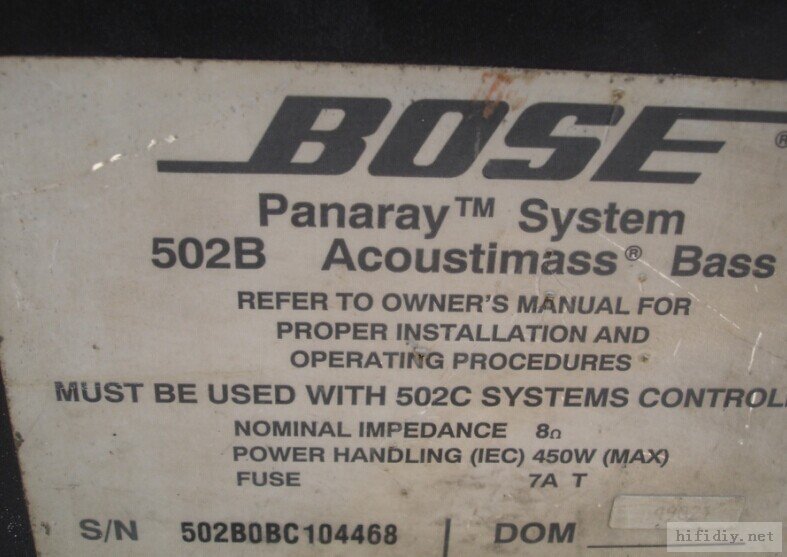 BOSE®
Panaray™ System
502B Acoustimass® Bass
REFER TO OWNER'S MANUAL FOR
PROPER INSTALLATION AND
OPERATING PROCEDURES
MUST BE USED WITH 502C SYSTEMS
NOMINAL IMPEDANCE 8Ω
POWER HANDLING (IEC) 450W (MAX)
FUSE 7A T
S/N 502B0BC104468 DOM
hifidiy.net